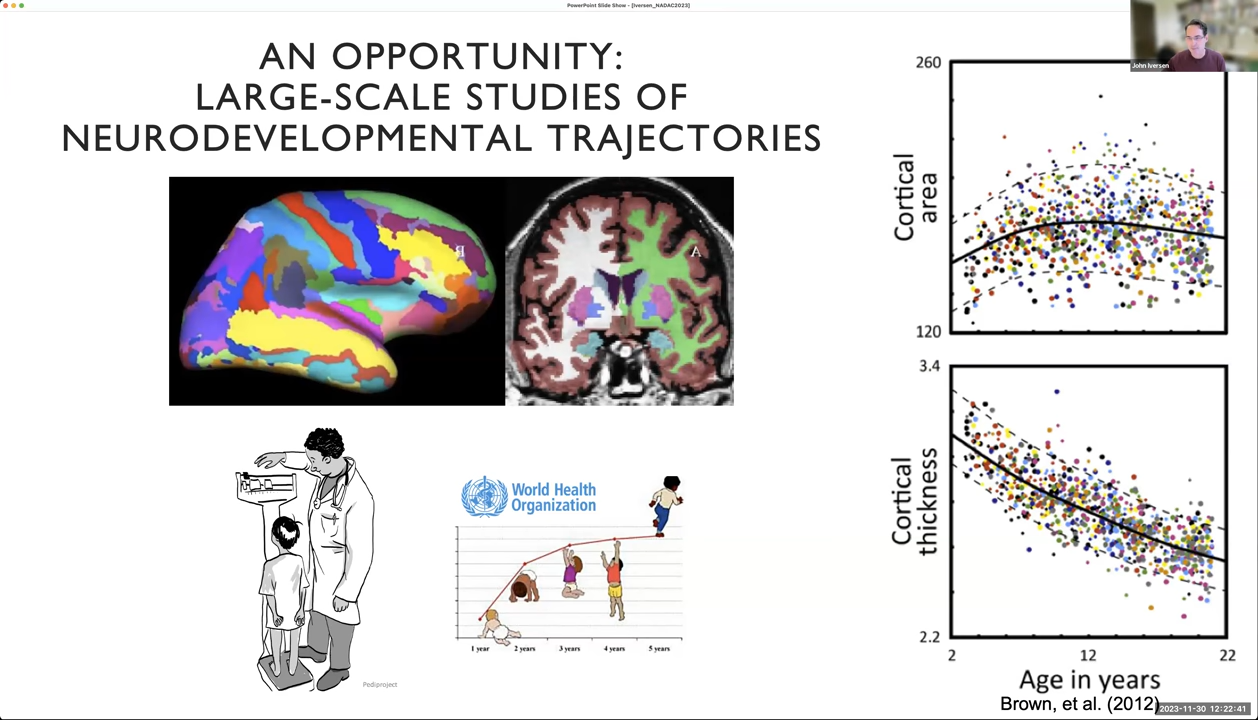 PowerPoint Slide Show - [Iversen_NADAC2023]
John Iversen
AN OPPORTUNITY:
LARGE-SCALE STUDIES OF
NEURODEVELOPMENTAL TRAJECTORIES
R
A
Pediproject
World Health
Organization
1 year
2 years
3 years
4 years
5 years
260
Cortical
area
120
3.4
Cortical
thickness
2.2
2
12
22
Age in years
Brown, et al. (2012)
2023-11-30 12:22:41